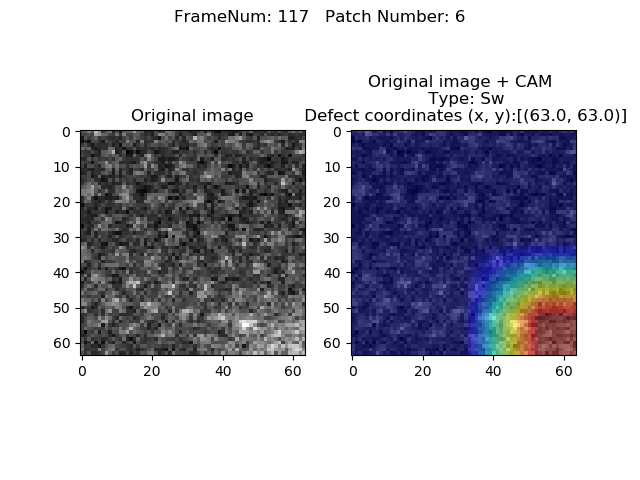 FrameNum: 117   Patch Number: 6
Original image
Original image + CAM
Type: Sw
Defect coordinates (x, y):[(63.0, 63.0)]
0
10
20
30
40
50
60
0 20 40 60
0
10
20
30
40
50
60
0 20 40 60